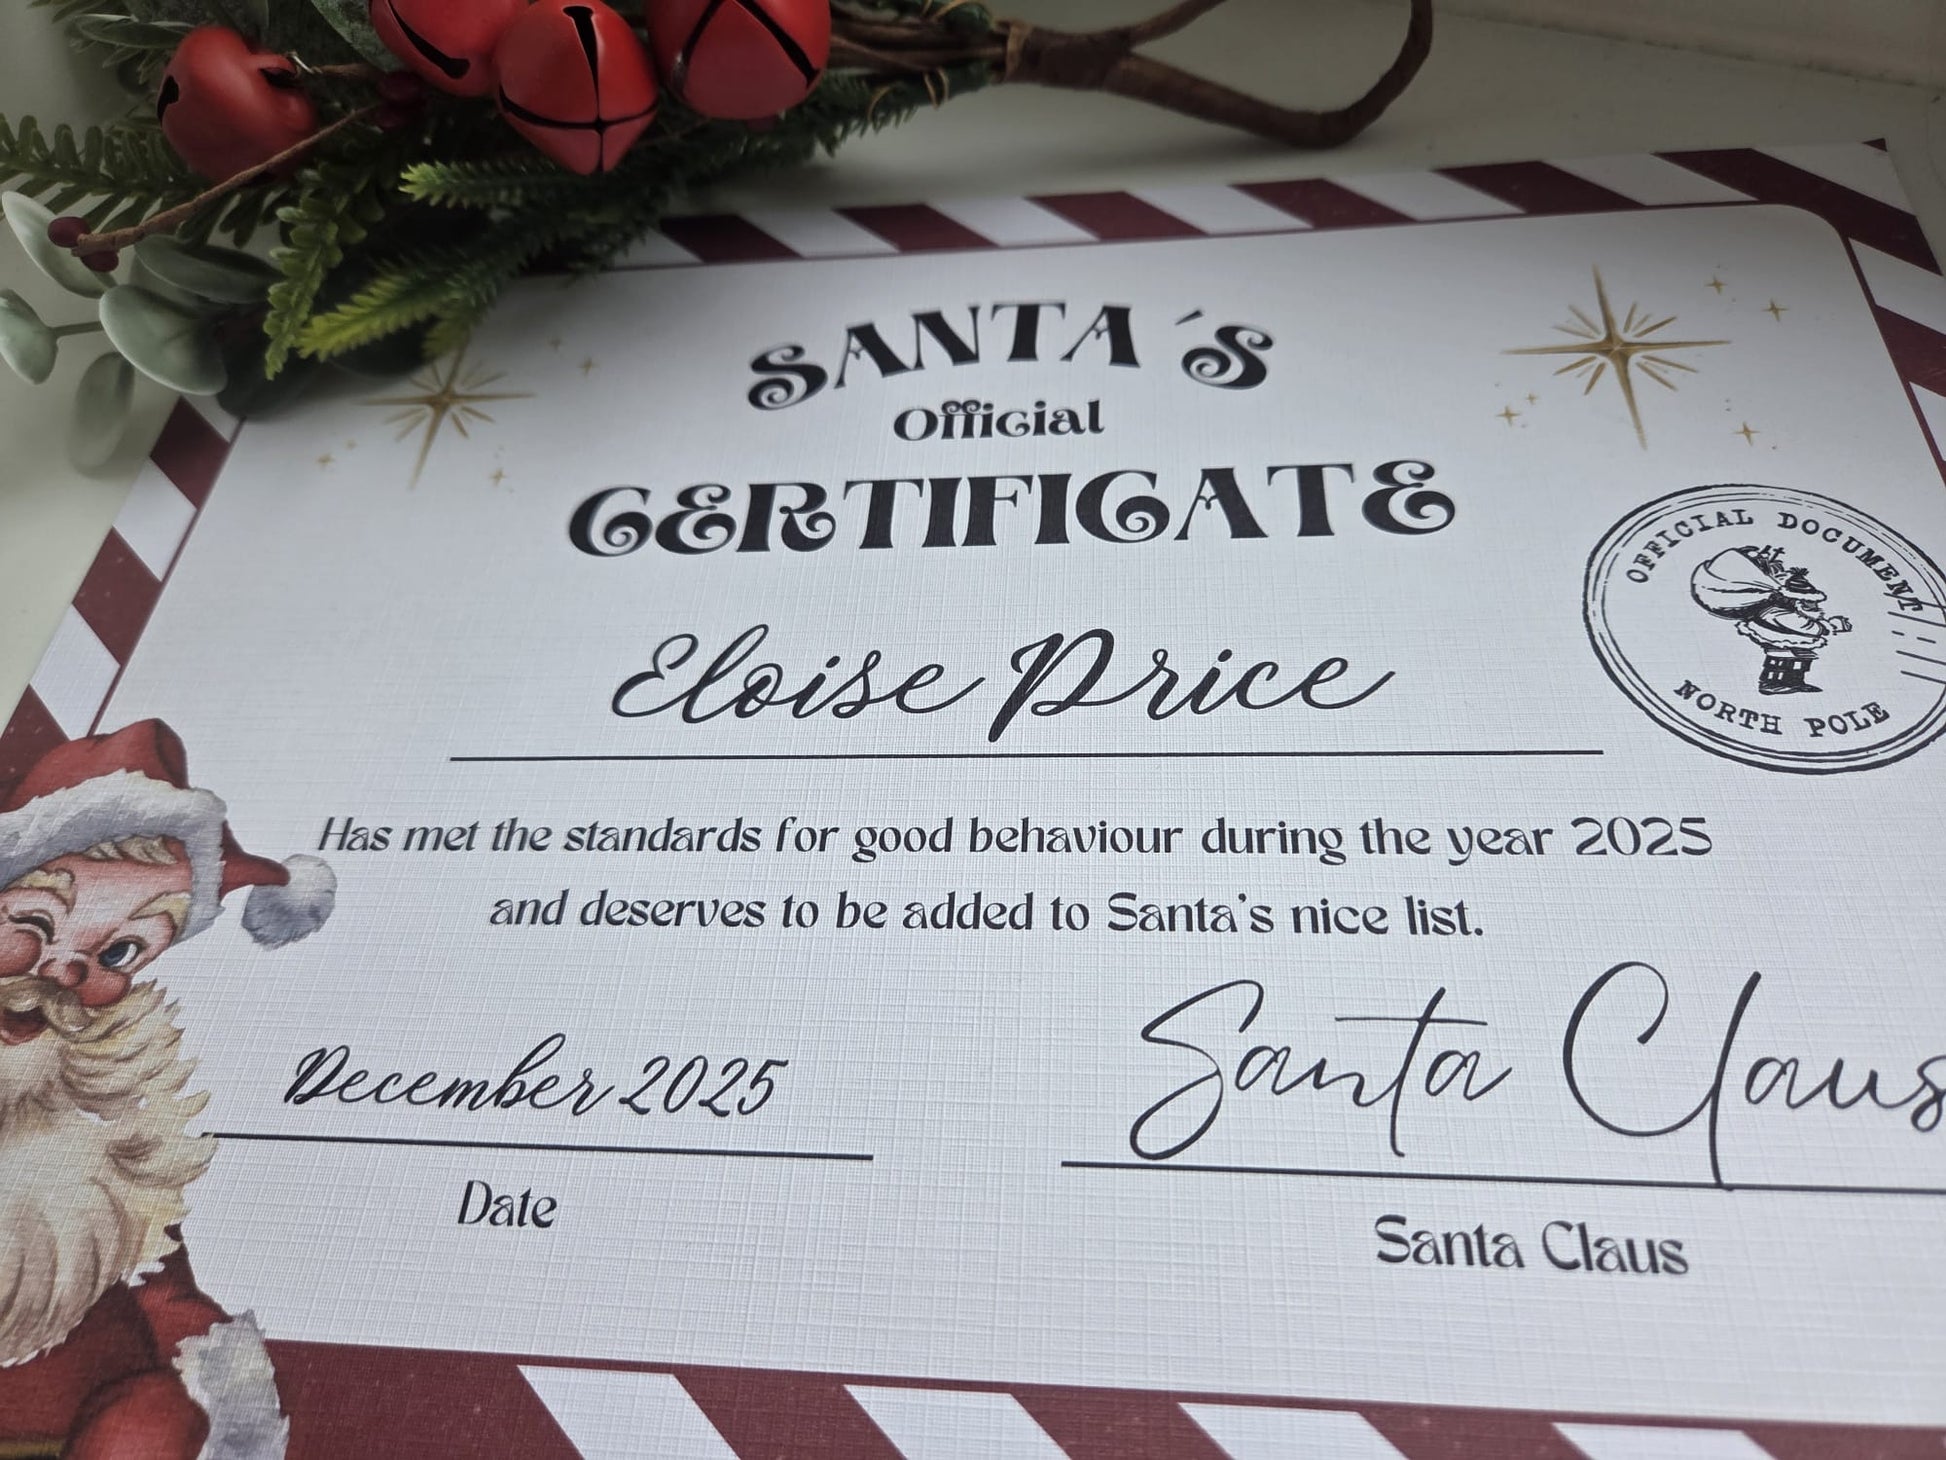 SANTA´S
Official
CERTIFICATE
OFFICIAL DOCUMENT
NORTH POLE
Eloise Price
Has met the standards for good behaviour during the year 2025
and deserves to be added to Santa's nice list.
December 2025
Santa Claus
Date
Santa Claus